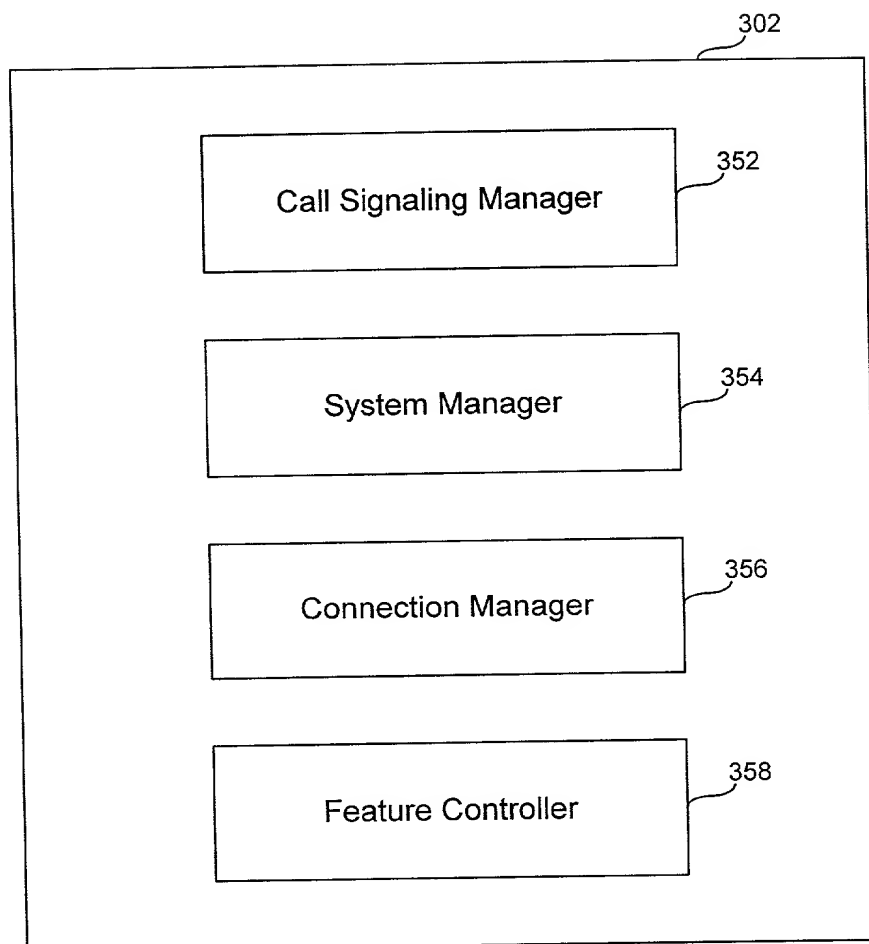 302
Call Signaling Manager
352
System Manager
354
Connection Manager
356
Feature Controller
358